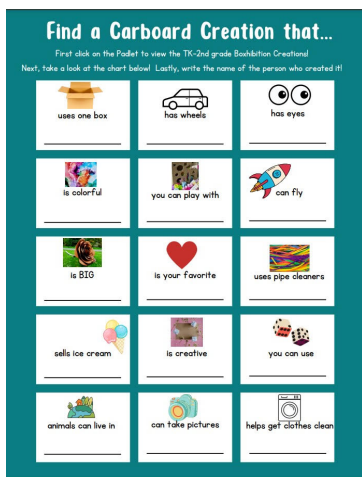 Find a Carboard Creation that...
First click on the Padlet to view the TK-2nd grade Boxhibition Creations!
Next, take a look at the chart below! Lastly, write the name of the person who created it!
uses one box
has wheels
has eyes
is colorful
you can play with
can fly
is BIG
is your favorite
uses pipe cleaners
sells ice cream
is creative
you can use
animals can live in
can take pictures
helps get clothes clean